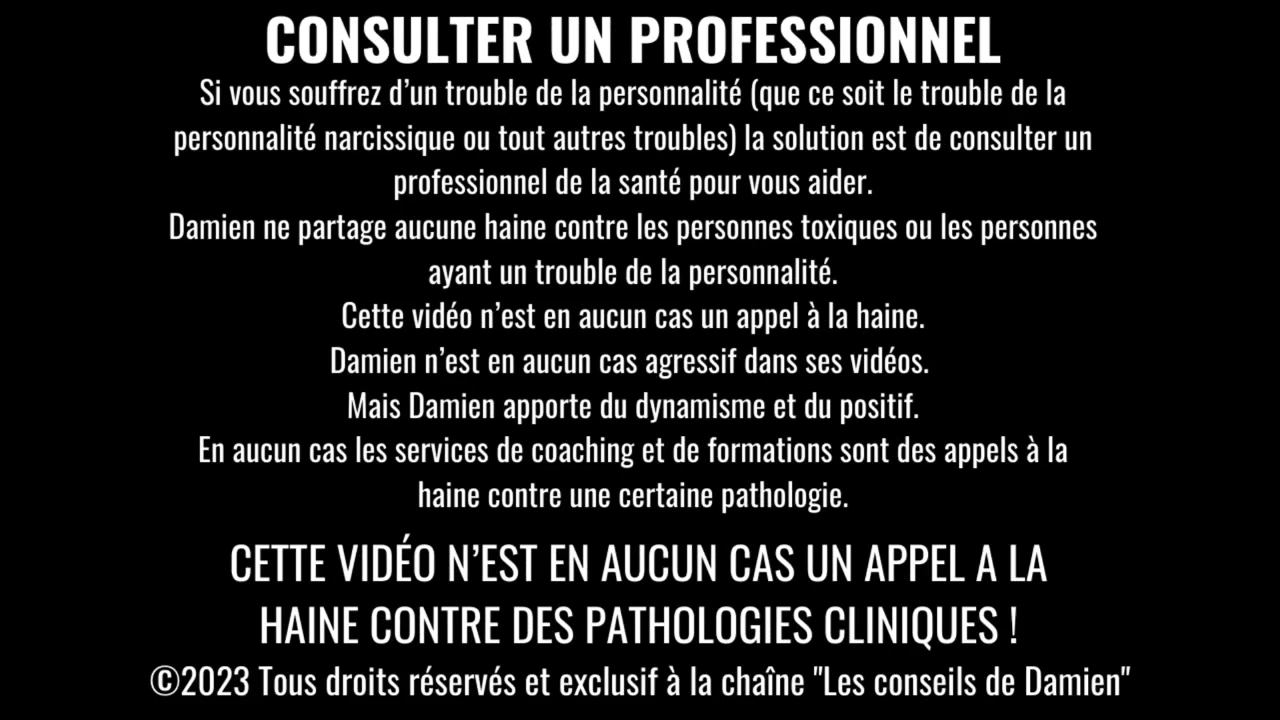 CONSULTER UN PROFESSIONNEL
Si vous souffrez d’un trouble de la personnalité (que ce soit le trouble de la
personnalité narcissique ou tout autres troubles) la solution est de consulter un
professionnel de la santé pour vous aider.
Damien ne partage aucune haine contre les personnes toxiques ou les personnes
ayant un trouble de la personnalité.
Cette vidéo n’est en aucun cas un appel à la haine.
Damien n’est en aucun cas agressif dans ses vidéos.
Mais Damien apporte du dynamisme et du positif.
En aucun cas les services de coaching et de formations sont des appels à la
haine contre une certaine pathologie.
CETTE VIDÉO N’EST EN AUCUN CAS UN APPEL A LA
HAINE CONTRE DES PATHOLOGIES CLINIQUES !
©2023 Tous droits réservés et exclusif à la chaîne "Les conseils de Damien"